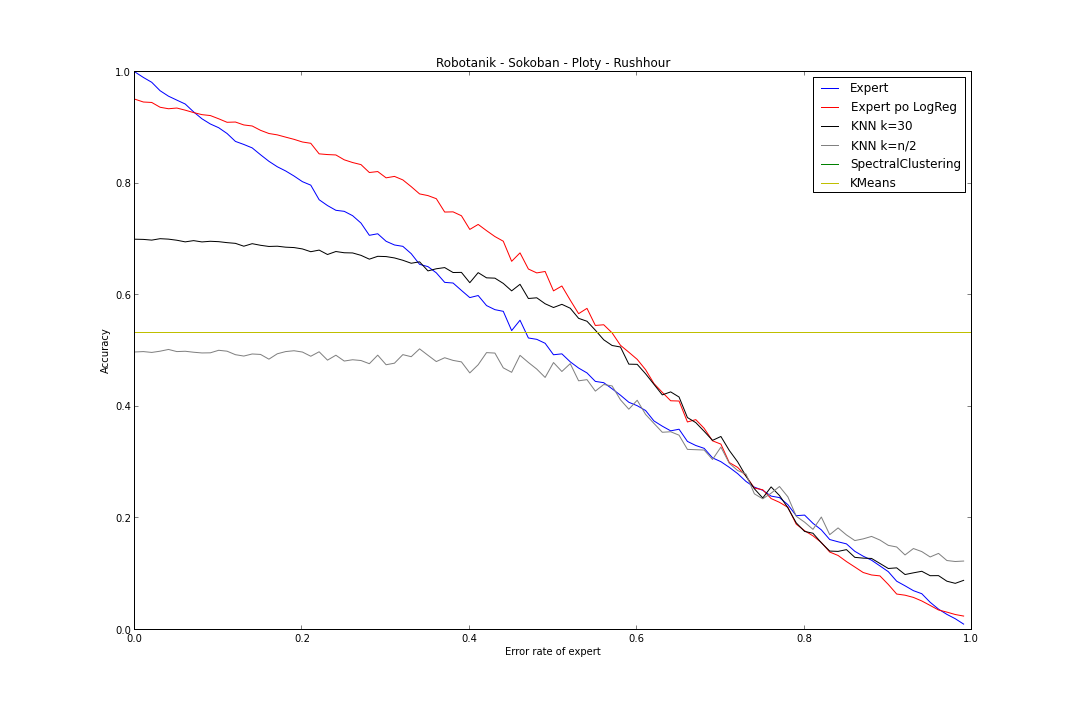 Robotanik - Sokoban - Ploty - Rushhour
1.0
0.8
0.6
0.4
0.2
0.0
Accuracy
Expert
Expert po LogReg
KNN k=30
KNN k=n/2
SpectralClustering
KMeans
0.0 0.2 0.4 0.6 0.8 1.0
Error rate of expert